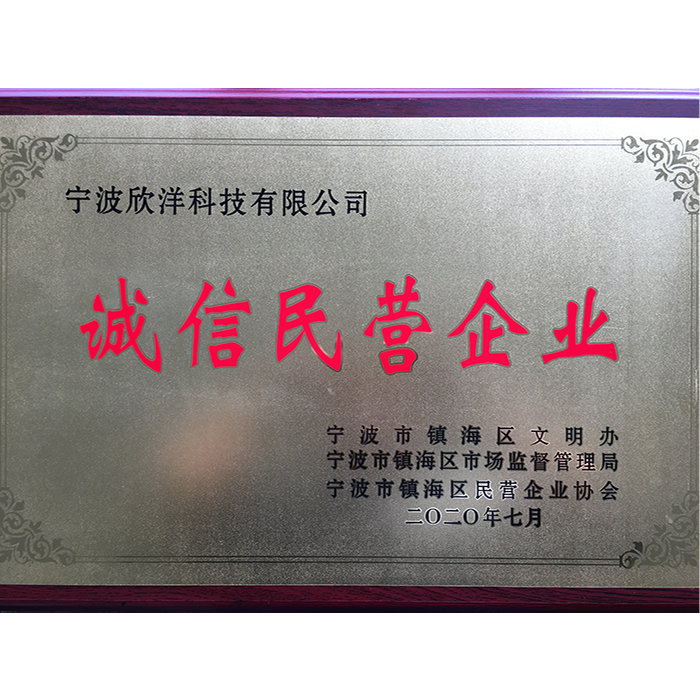 宁波欣洋科技有限公司
诚信民营企业
宁波市镇海区文明办
宁波市镇海区市场监督管理局
宁波市镇海区民营企业协会
二〇二〇年七月